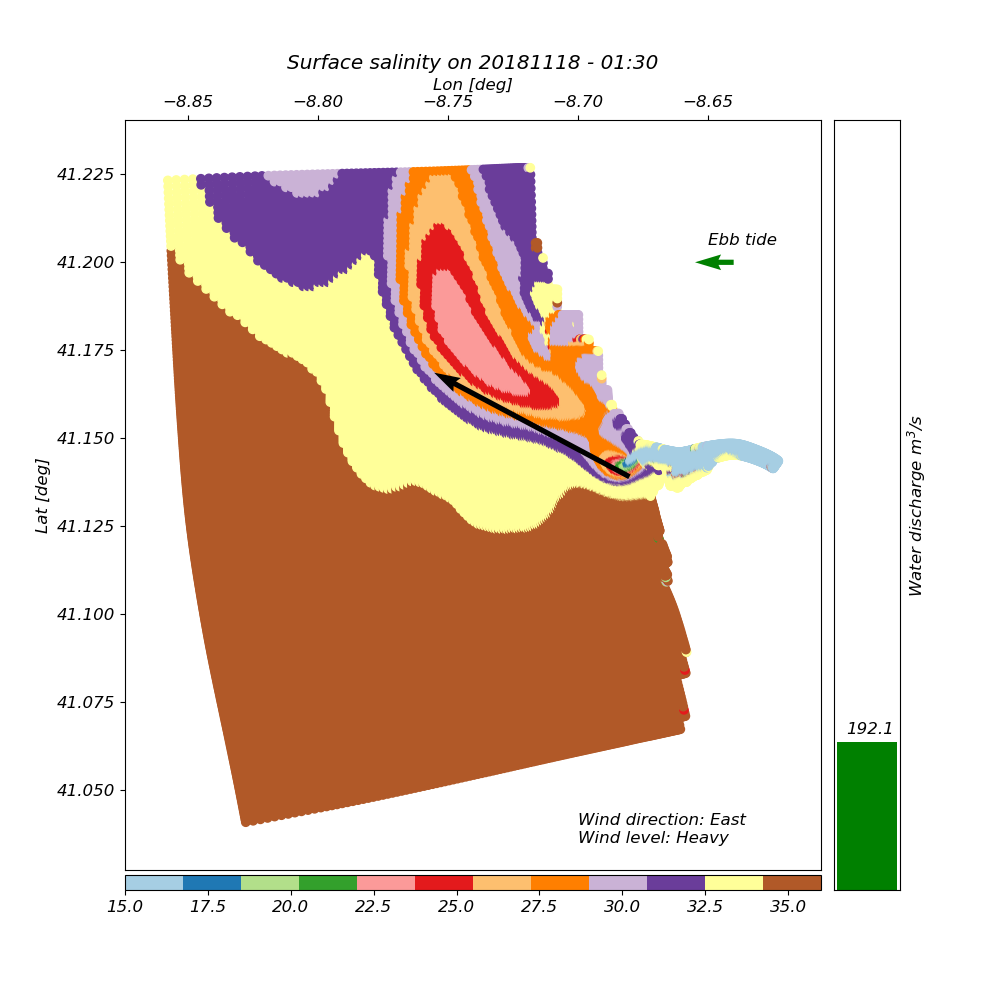 Surface salinity on 20181118 - 01:30
Lon [deg]
−8.85 −8.80 −8.75 −8.70 −8.65
41.225
41.200
41.175
41.150
41.125
41.100
41.075
41.050
Lat [deg]
Ebb tide
Wind direction: East
Wind level: Heavy
192.1
Water discharge m³/s
15.0 17.5 20.0 22.5 25.0 27.5 30.0 32.5 35.0